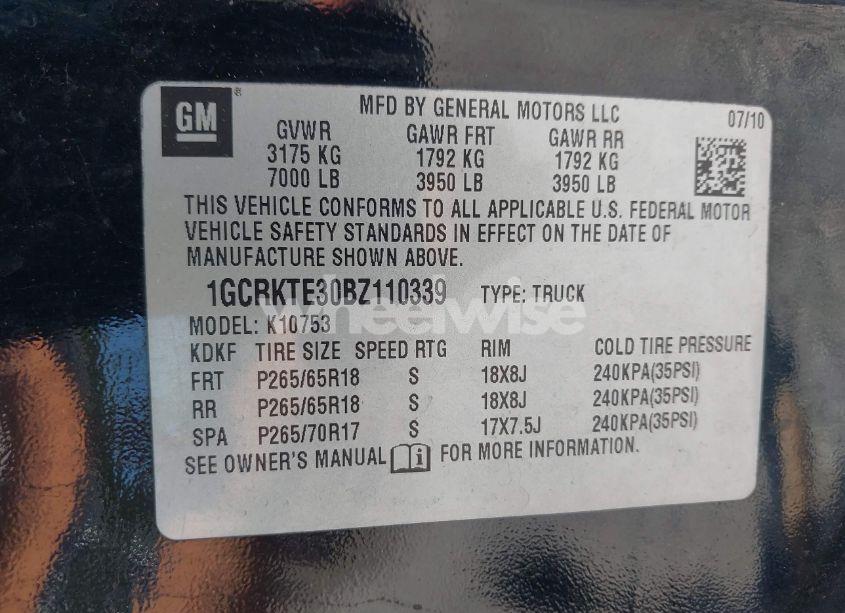 GM
®
MFD BY GENERAL MOTORS LLC
07/10
GVWR GAWR FRT GAWR RR
3175 KG 1792 KG 1792 KG
7000 LB 3950 LB 3950 LB
THIS VEHICLE CONFORMS TO ALL APPLICABLE U.S. FEDERAL MOTOR
VEHICLE SAFETY STANDARDS IN EFFECT ON THE DATE OF
MANUFACTURE SHOWN ABOVE.
1GCRKTE30BZ110339 TYPE: TRUCK
wheelwise
MODEL: K10753
KDKF TIRE SIZE SPEED RTG RIM COLD TIRE PRESSURE
FRT P265/65R18 S 18X8J 240KPA(35PSI)
RR P265/65R18 S 18X8J 240KPA(35PSI)
SPA P265/70R17 S 17X7.5J 240KPA(35PSI)
SEE OWNER'S MANUAL FOR MORE INFORMATION.